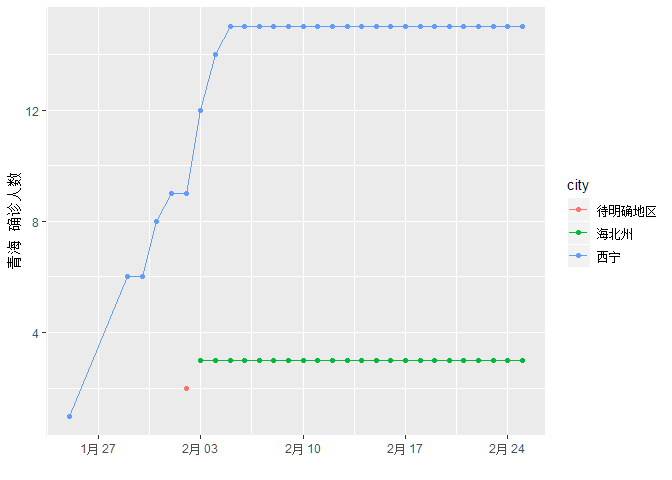 青海 确诊人数
12
8
4
1月 27
2月 03
2月 10
2月 17
2月 24
city
待明确地区
海北州
西宁